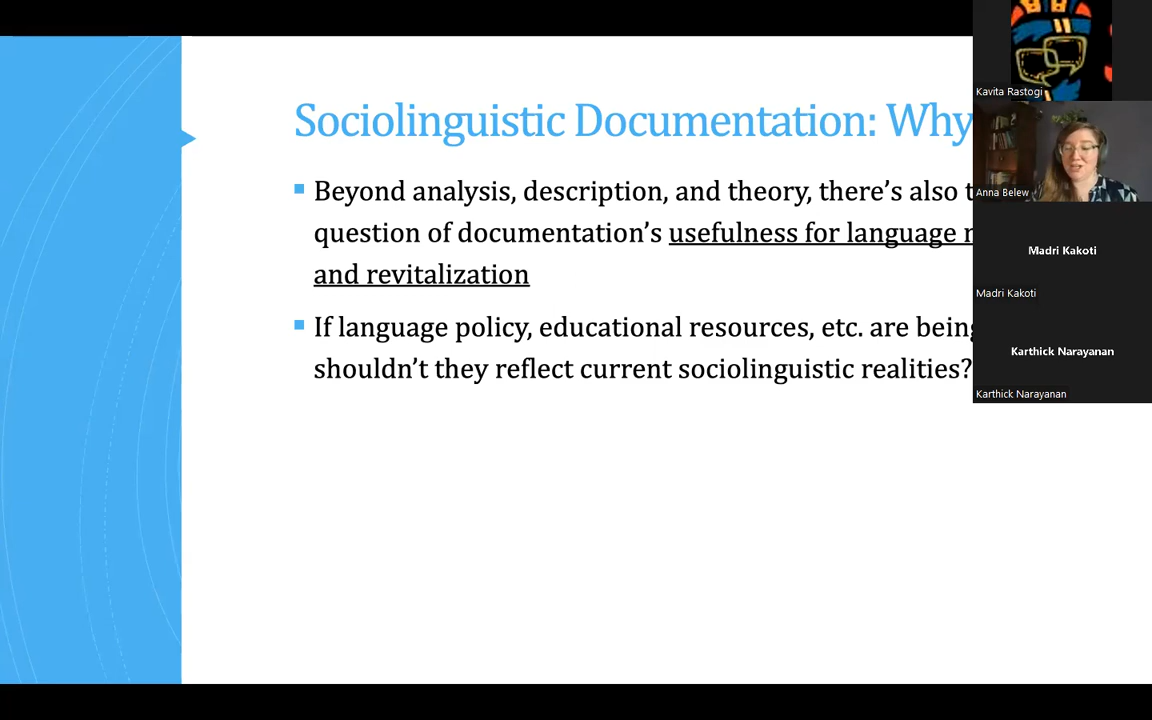 Sociolinguistic Documentation: Why
Beyond analysis, description, and theory, there’s also
question of documentation’s usefulness for language
and revitalization
If language policy, educational resources, etc. are
shouldn’t they reflect current sociolinguistic realities?
Kavita Rastogi
Anna Belew
Madri Kakoti
Madri Kakoti
Karthick Narayanan
Karthick Narayanan